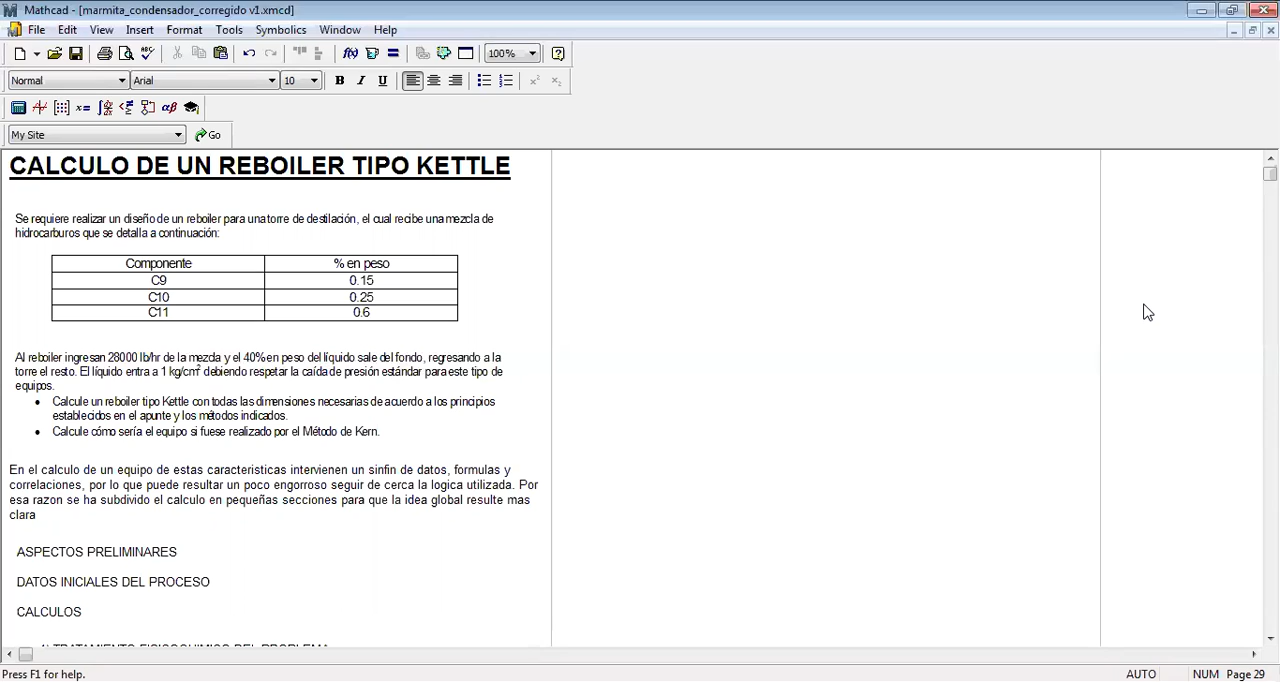 Mathcad - [marmita_condensador_corregido v1.xmcd]
File Edit View Insert Format Tools Symbolics Window Help
100%
Normal Arial 10 B I U
My Site Go
CALCULO DE UN REBOILER TIPO KETTLE
Se requiere realizar un diseño de un reboiler para una torre de destilación, el cual recibe una mezcla de
hidrocarburos que se detalla a continuación:
Componente % en peso
C9 0.15
C10 0.25
C11 0.6
Al reboiler ingresan 28000 lb/hr de la mezcla y el 40% en peso del líquido sale del fondo, regresando a la
torre el resto. El líquido entra a 1 kg/cm² debiendo respetar la caída de presión estándar para este tipo de
equipos.
• Calcule un reboiler tipo Kettle con todas las dimensiones necesarias de acuerdo a los principios
establecidos en el apunte y los métodos indicados.
• Calcule cómo sería el equipo si fuese realizado por el Método de Kern.
En el calculo de un equipo de estas caracteristicas intervienen un sinfin de datos, formulas y
correlaciones, por lo que puede resultar un poco engorroso seguir de cerca la logica utilizada. Por
esa razon se ha subdivido el calculo en pequeñas secciones para que la idea global resulte mas
clara
ASPECTOS PRELIMINARES
DATOS INICIALES DEL PROCESO
CALCULOS
Press F1 for help. AUTO NUM Page 29